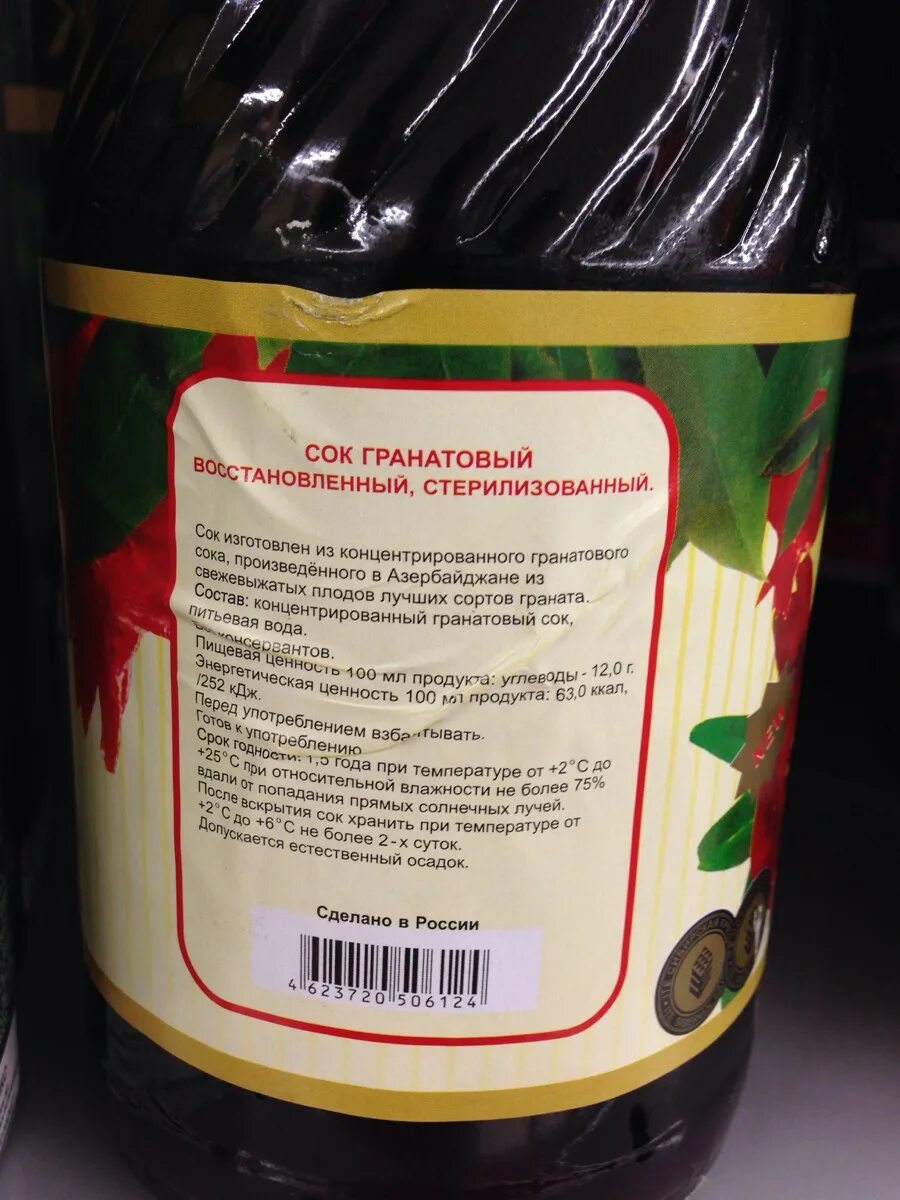 СОК ГРАНАТОВЫЙ
ВОССТАНОВЛЕННЫЙ, СТЕРИЛИЗОВАННЫЙ.
Сок изготовлен из концентрированного гранатового
сока, произведённого в Азербайджане из
свежевыжатых плодов лучших сортов граната.
Состав: концентрированный гранатовый сок,
питьевая вода.
консервантов.
Пищевая ценность 100 мл продукта: углеводы - 12,0 г.
Энергетическая ценность 100 мл продукта: 63,0 ккал,
/252 кДж.
Перед употреблением взбалтывать.
Готов к употреблению
Срок годности: 1,5 года при температуре от +2°С до
+25°С при относительной влажности не более 75%
вдали от попадания прямых солнечных лучей.
После вскрытия сок хранить при температуре от
+2°С до +6°С не более 2-х суток.
Допускается естественный осадок.
Сделано в России
4 623720 506124
NEW